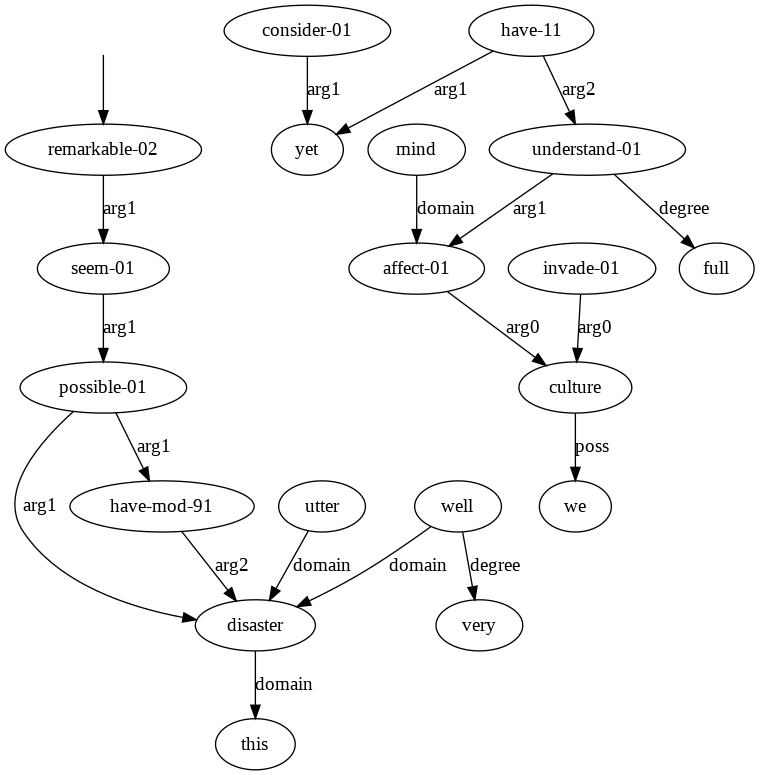 consider-01 have-11
arg1 arg1 arg2
remarkable-02 yet mind understand-01
arg1 domain arg1 degree
seem-01 affect-01 invade-01 full
arg1 arg0 arg0
possible-01 culture
arg1 poss
arg1 have-mod-91 utter well we
arg2 domain domain degree
disaster very
domain
this